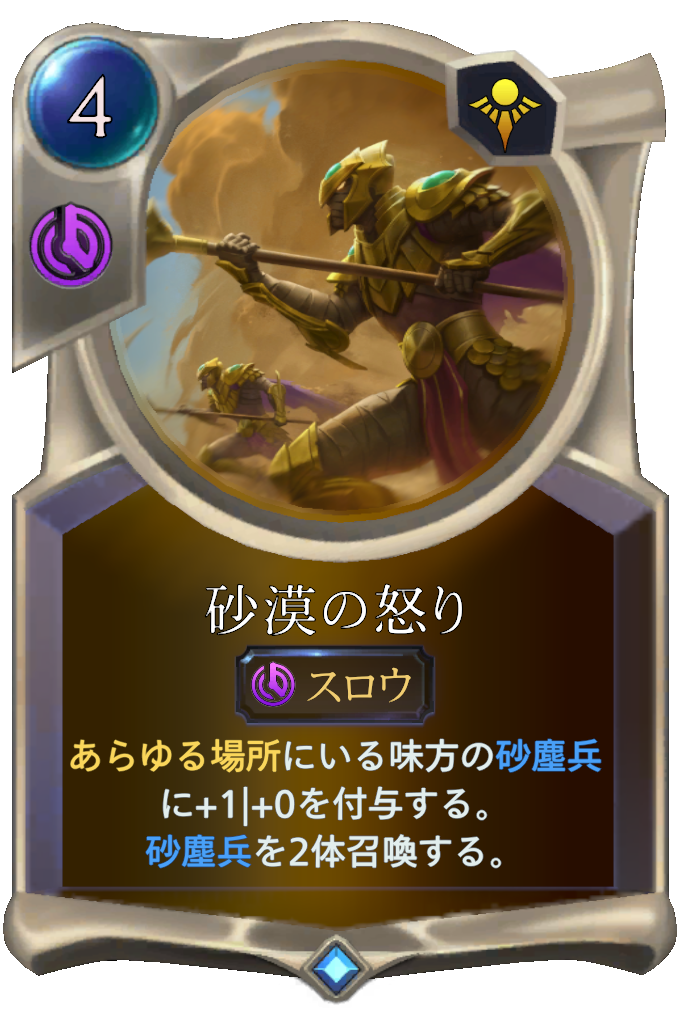 4
砂漠の怒り
スロウ
あらゆる場所にいる味方の砂塵兵
に+1|+0を付与する。
砂塵兵を2体召喚する。